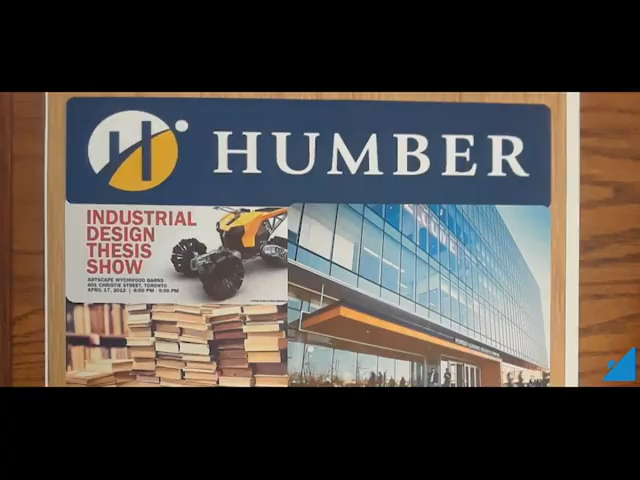 H
HUMBER
INDUSTRIAL
DESIGN
THESIS
SHOW
ARTSCAPE WYCHWOOD BARNS
601 CHRISTIE STREET, TORONTO
APRIL 17, 2012 | 4:00 PM - 9:00 PM